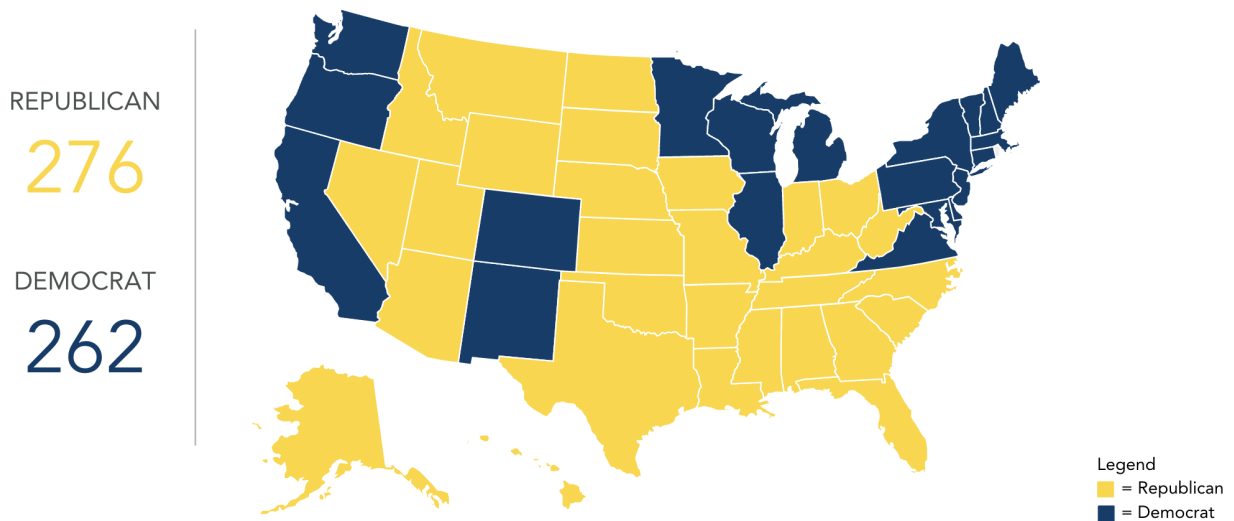 REPUBLICAN
276
DEMOCRAT
262
Legend
= Republican
= Democrat